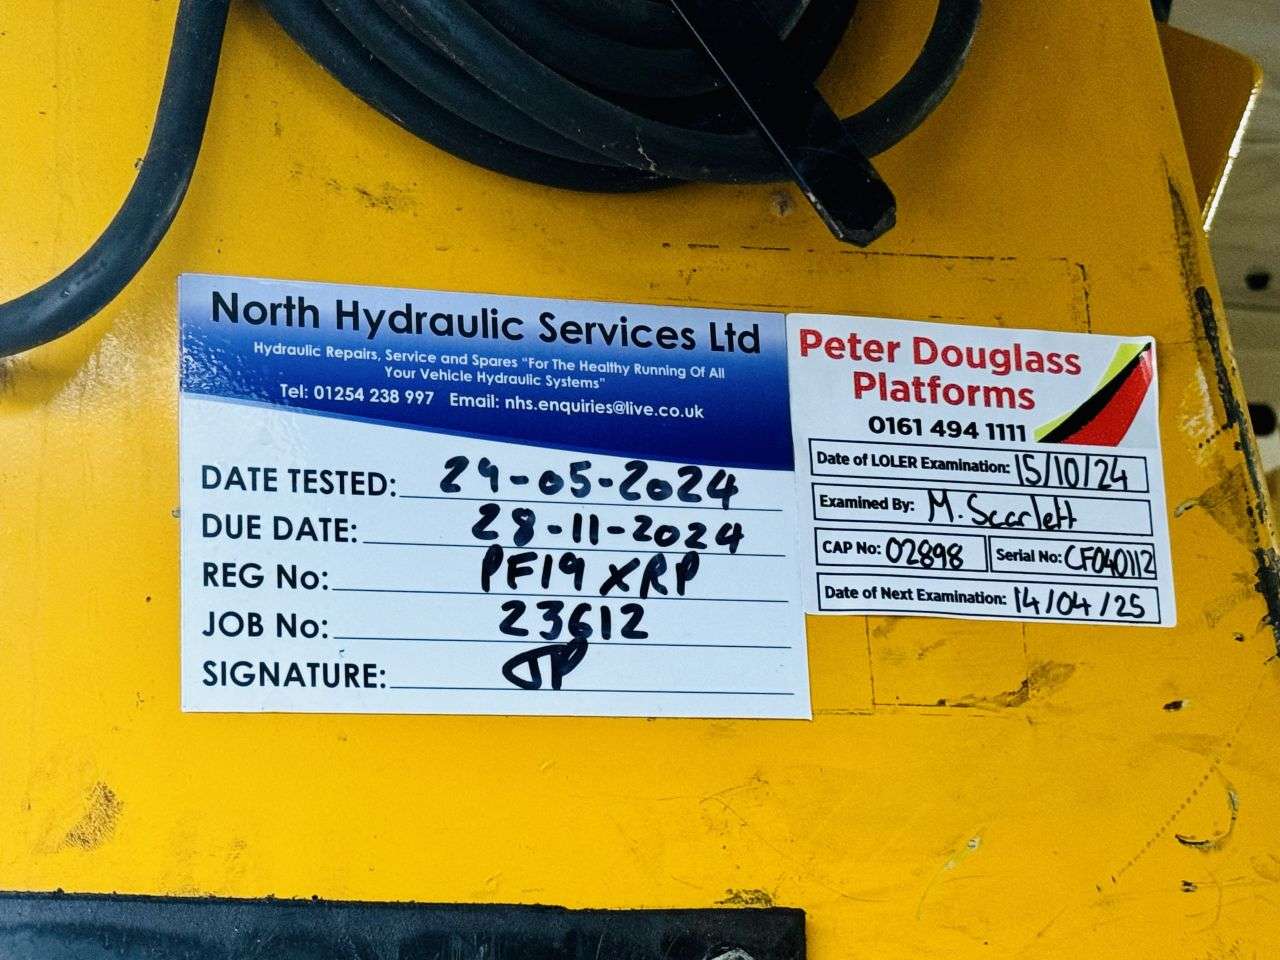 North Hydraulic Services Ltd
Hydraulic Repairs, Service and Spares "For The Healthy Running Of All
Your Vehicle Hydraulic Systems"
Tel: 01254 238 997 Email: nhs.enquiries@live.co.uk
DATE TESTED: 29-05-2024
DUE DATE: 28-11-2024
REG No: PF19 XRP
JOB No: 23612
SIGNATURE: JP
Peter Douglass
Platforms
0161 494 1111
Date of LOLER Examination: 15/10/24
Examined By: M. Scarlett
CAP No: 02898 Serial No: CF040112
Date of Next Examination: 14/04/25